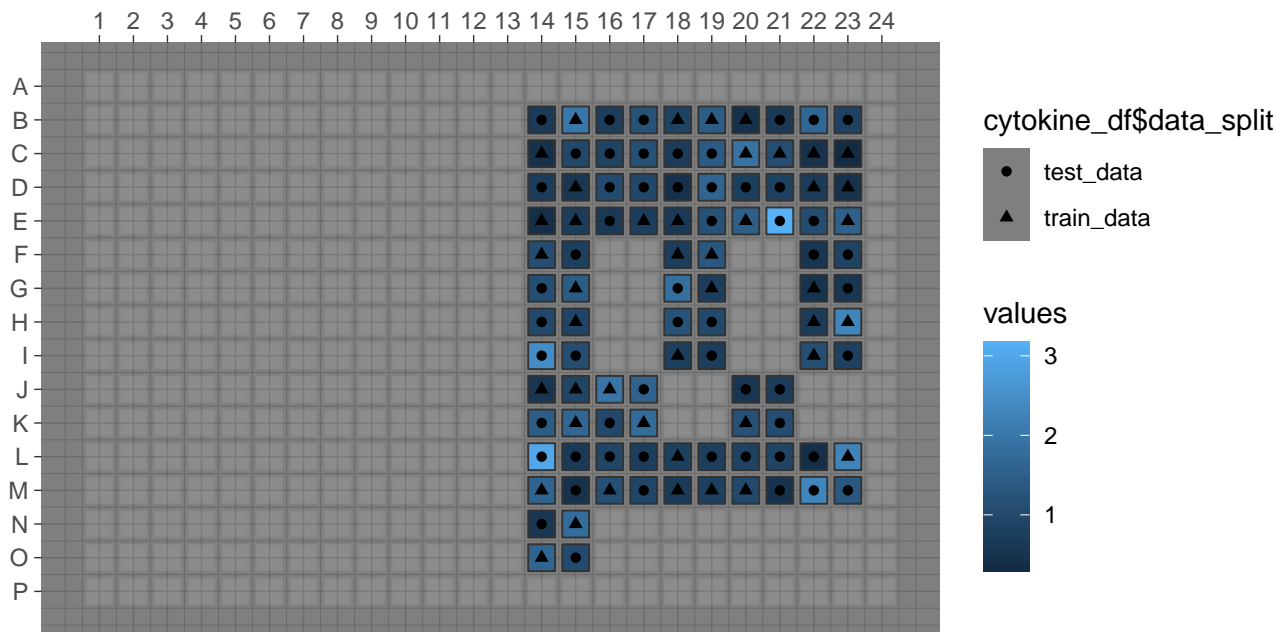 1 2 3 4 5 6 7 8 9 10 11 12 13 14 15 16 17 18 19 20 21 22 23 24
A
B
C
D
E
F
G
H
I
J
K
L
M
N
O
P
cytokine_df$data_split
test_data
train_data
values
3
2
1